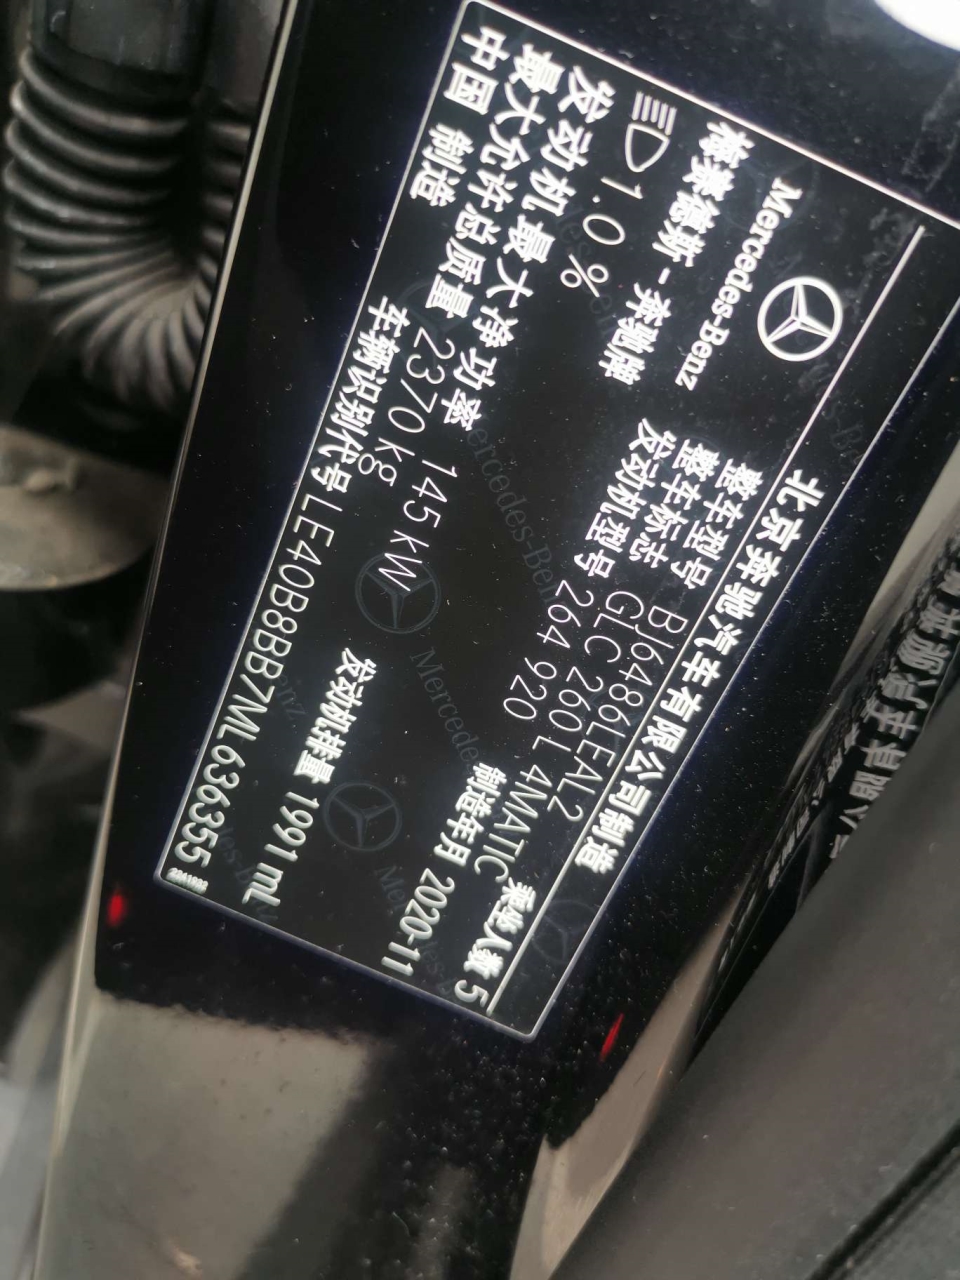 北京奔驰汽车有限公司制造
Mercedes-Benz
梅赛德斯-奔驰牌
整车型号 BJ6486LEAL2
乘坐人数 5
整车标志 GLC 260 L 4MATIC
1.0 %
发动机型号 264 920
制造年月 2020-11
发动机最大净功率 145 kW
发动机排量 1991 mL
最大允许总质量 2370 kg
中国 制造
车辆识别代号 LE40B8BB7ML636355